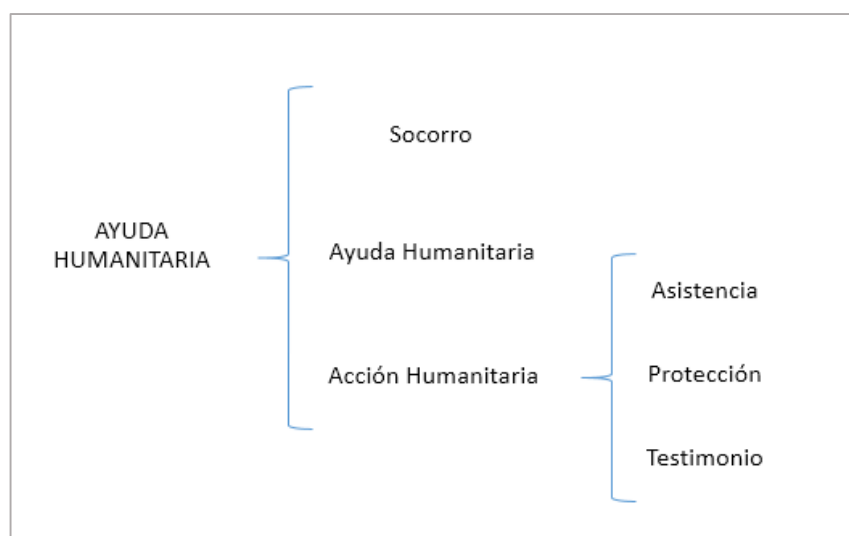 AYUDA
HUMANITARIA
Socorro
Ayuda Humanitaria
Acción Humanitaria
Asistencia
Protección
Testimonio